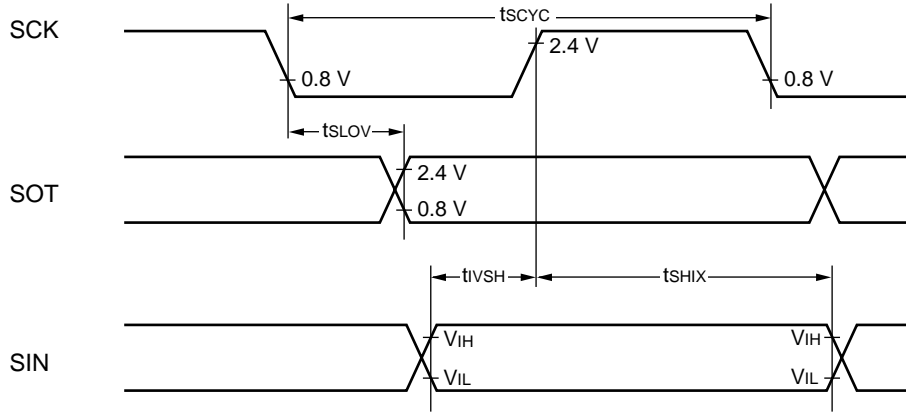 tSCYC
SCK
2.4 V
0.8 V
0.8 V
tSLOV
SOT
2.4 V
0.8 V
tIVSH
tSHIX
SIN
VIH
VIH
VIL
VIL